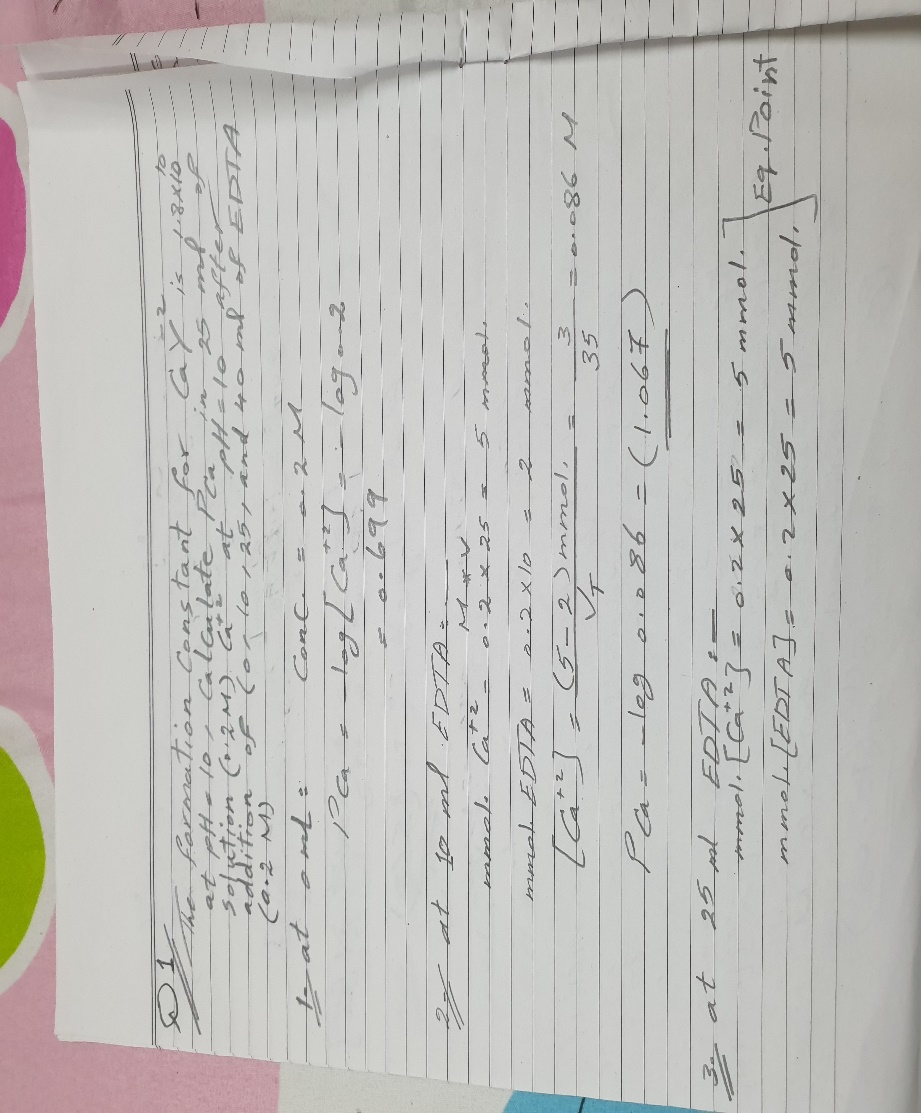 Q1
The formation Constant for CaY⁻² is 1.8x10¹⁰
at pH=10, Calculate PCa in 25 ml of
solution (0.2M) Ca⁺² at pH=10 after
addition of (0, 10, 25, and 40 ml of EDTA
(0.2 M)
1- at 0 ml = Conc. = 0.2 M
PCa = -log[Ca⁺²] = -log 0.2
= 0.699
2- at 10 ml EDTA =
M x V
mmol. Ca⁺² = 0.2 x 25 = 5 mmol.
mmol EDTA = 0.2 x 10 = 2 mmol.
[Ca⁺²] = (5-2) mmol. / VT = 3 / 35 = 0.086 M
PCa = -log 0.086 = (1.067)
3- at 25 ml EDTA =
mmol. [Ca⁺²] = 0.2 x 25 = 5 mmol.
mmol. [EDTA] = 0.2 x 25 = 5 mmol. ] Eq. Point